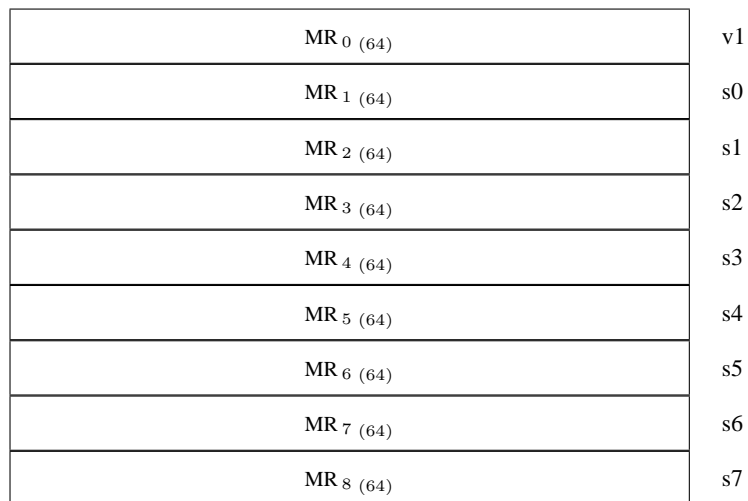 MR 0 (64) v1
MR 1 (64) s0
MR 2 (64) s1
MR 3 (64) s2
MR 4 (64) s3
MR 5 (64) s4
MR 6 (64) s5
MR 7 (64) s6
MR 8 (64) s7